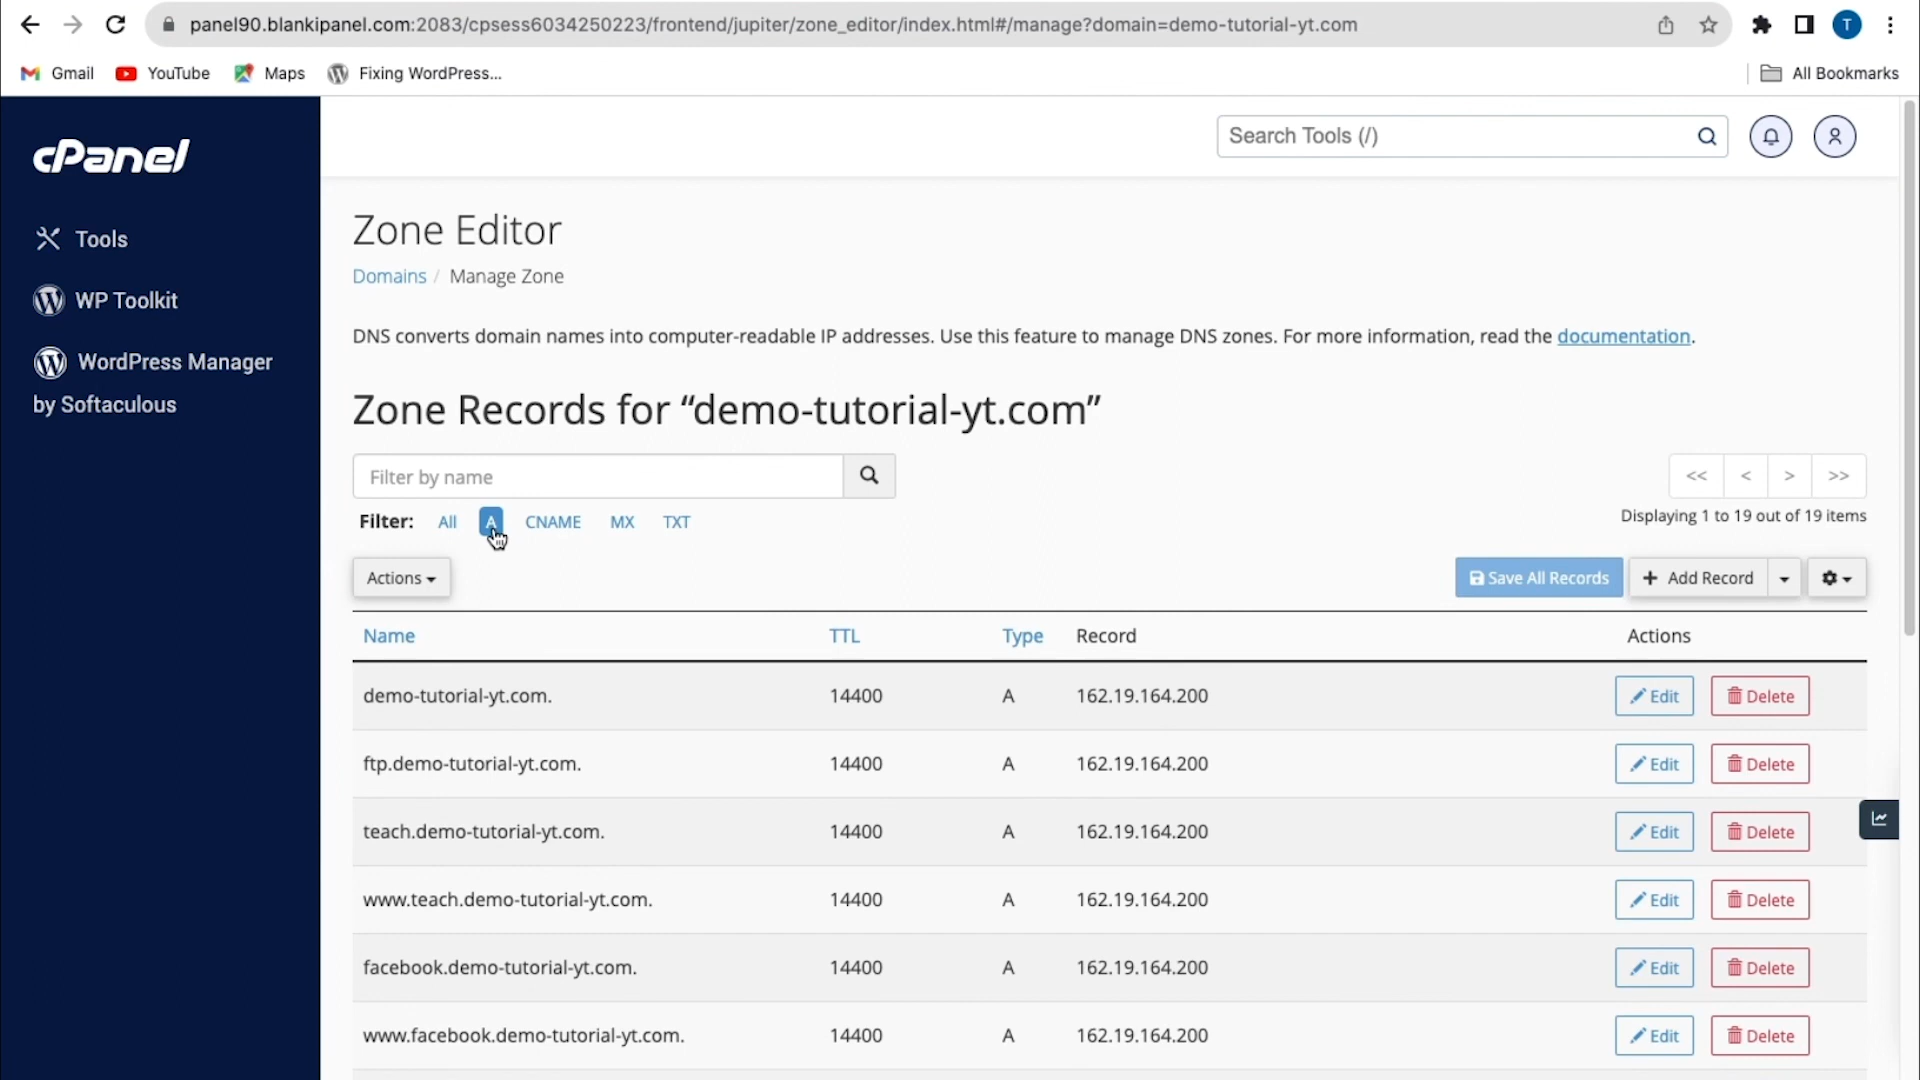 panel90.blankipanel.com:2083/cpsess6034250223/frontend/jupiter/zone_editor/index.html#/manage?domain=demo-tutorial-yt.com
T
Gmail YouTube Maps Fixing WordPress... All Bookmarks
cPanel
Search Tools (/)
Tools
WP Toolkit
WordPress Manager
by Softaculous
Zone Editor
Domains / Manage Zone
DNS converts domain names into computer-readable IP addresses. Use this feature to manage DNS zones. For more information, read the documentation.
Zone Records for “demo-tutorial-yt.com”
Filter by name
<< < > >>
Displaying 1 to 19 out of 19 items
Filter: All A CNAME MX TXT
Actions
Save All Records + Add Record
Name TTL Type Record Actions
demo-tutorial-yt.com. 14400 A 162.19.164.200 Edit Delete
ftp.demo-tutorial-yt.com. 14400 A 162.19.164.200 Edit Delete
teach.demo-tutorial-yt.com. 14400 A 162.19.164.200 Edit Delete
www.teach.demo-tutorial-yt.com. 14400 A 162.19.164.200 Edit Delete
facebook.demo-tutorial-yt.com. 14400 A 162.19.164.200 Edit Delete
www.facebook.demo-tutorial-yt.com. 14400 A 162.19.164.200 Edit Delete